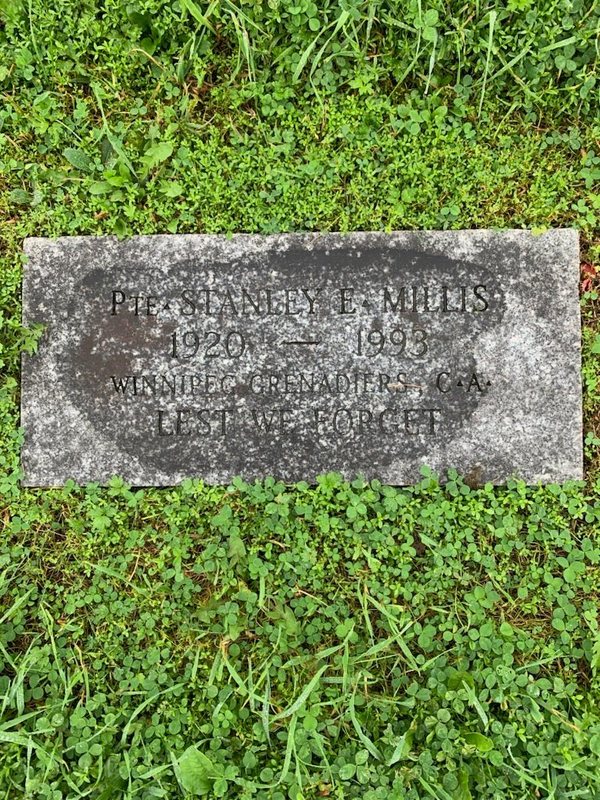 PTE. STANLEY E. MILLIS
1920 — 1993
WINNIPEG GRENADIERS, C.A.
LEST WE FORGET